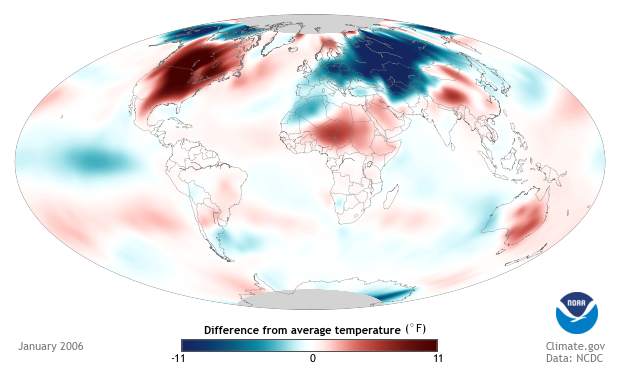 NOAA
Difference from average temperature (°F)
January 2006
-11 0 11
Climate.gov
Data: NCDC